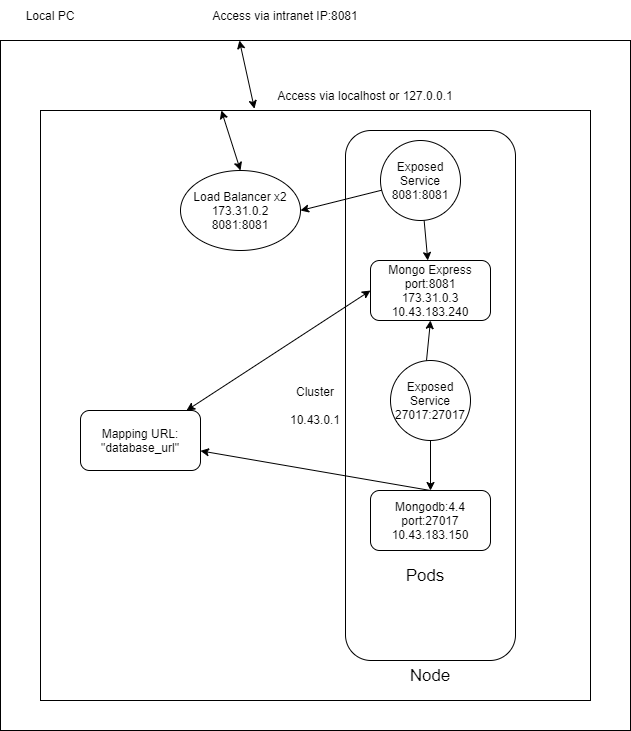 Local PC
Access via intranet IP:8081
Access via localhost or 127.0.0.1
Exposed
Service
8081:8081
Load Balancer x2
173.31.0.2
8081:8081
Mongo Express
port:8081
173.31.0.3
10.43.183.240
Cluster
10.43.0.1
Exposed
Service
27017:27017
Mapping URL:
"database_url"
Mongodb:4.4
port:27017
10.43.183.150
Pods
Node